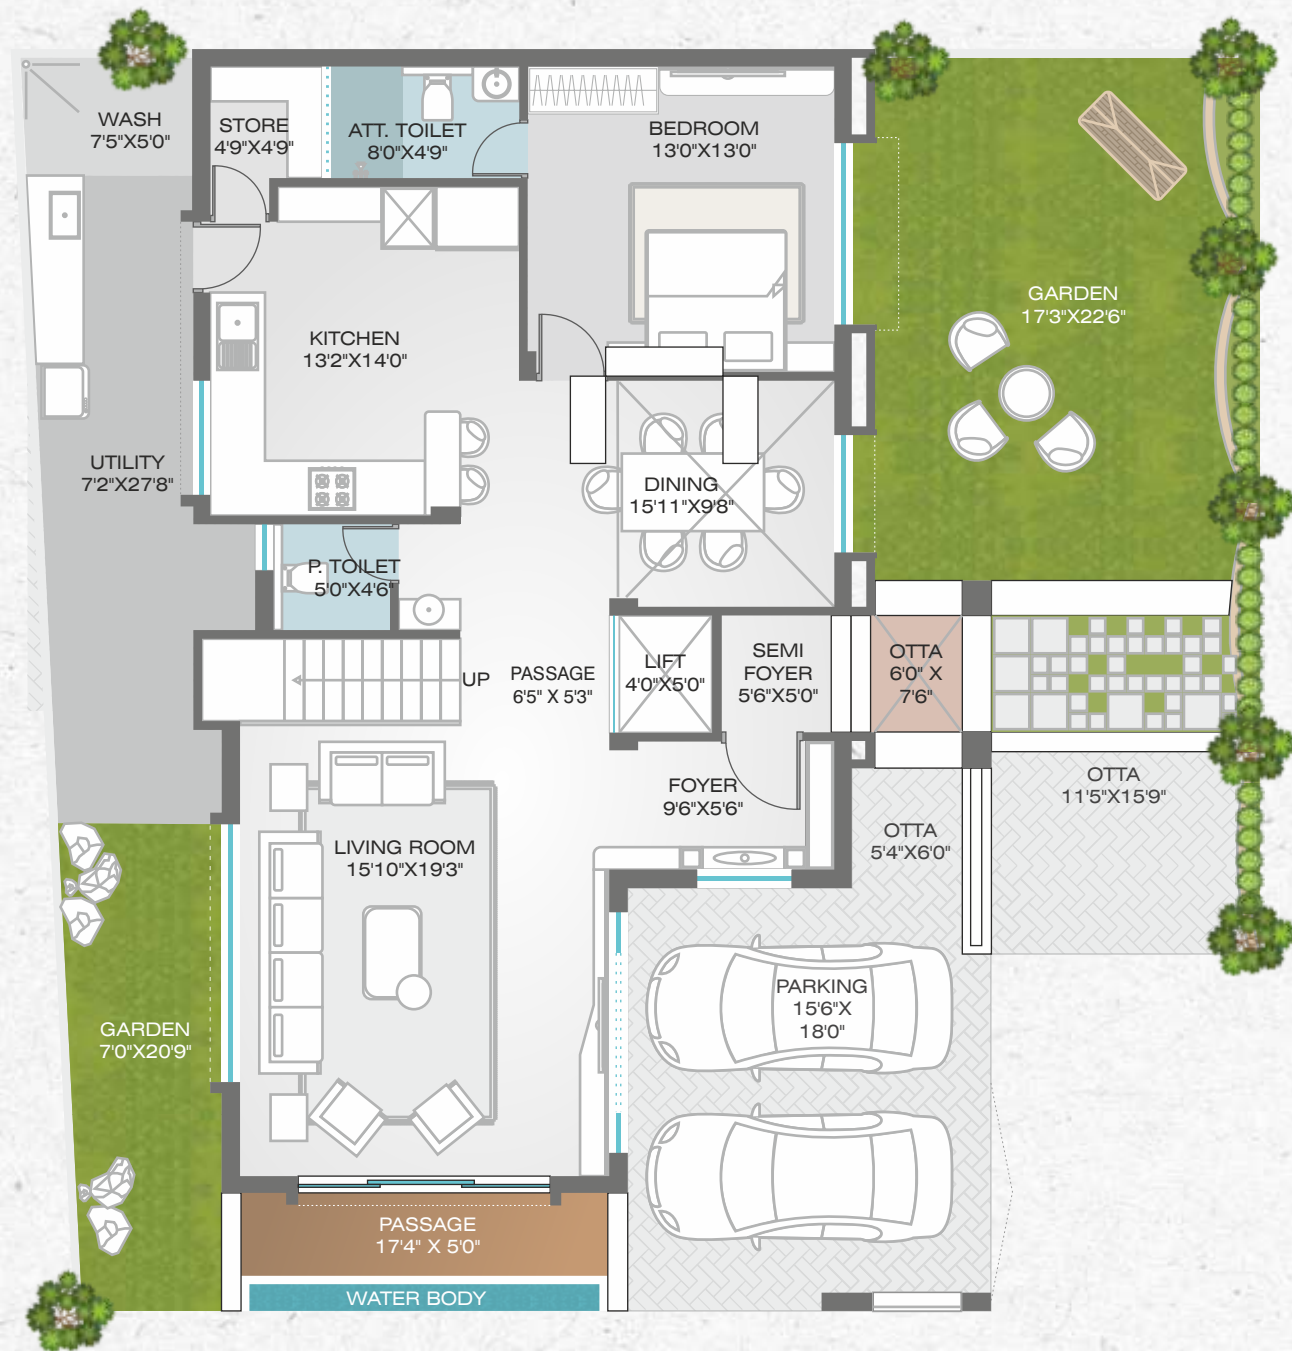 WASH
7'5"X5'0"
STORE
4'9"X4'9"
ATT. TOILET
8'0"X4'9"
BEDROOM
13'0"X13'0"
GARDEN
17'3"X22'6"
KITCHEN
13'2"X14'0"
UTILITY
7'2"X27'8"
DINING
15'11"X9'8"
P. TOILET
5'0"X4'6"
UP
PASSAGE
6'5" X 5'3"
LIFT
4'0"X5'0"
SEMI
FOYER
5'6"X5'0"
OTTA
6'0" X
7'6"
FOYER
9'6"X5'6"
OTTA
11'5"X15'9"
OTTA
5'4"X6'0"
LIVING ROOM
15'10"X19'3"
PARKING
15'6"X
18'0"
GARDEN
7'0"X20'9"
PASSAGE
17'4" X 5'0"
WATER BODY